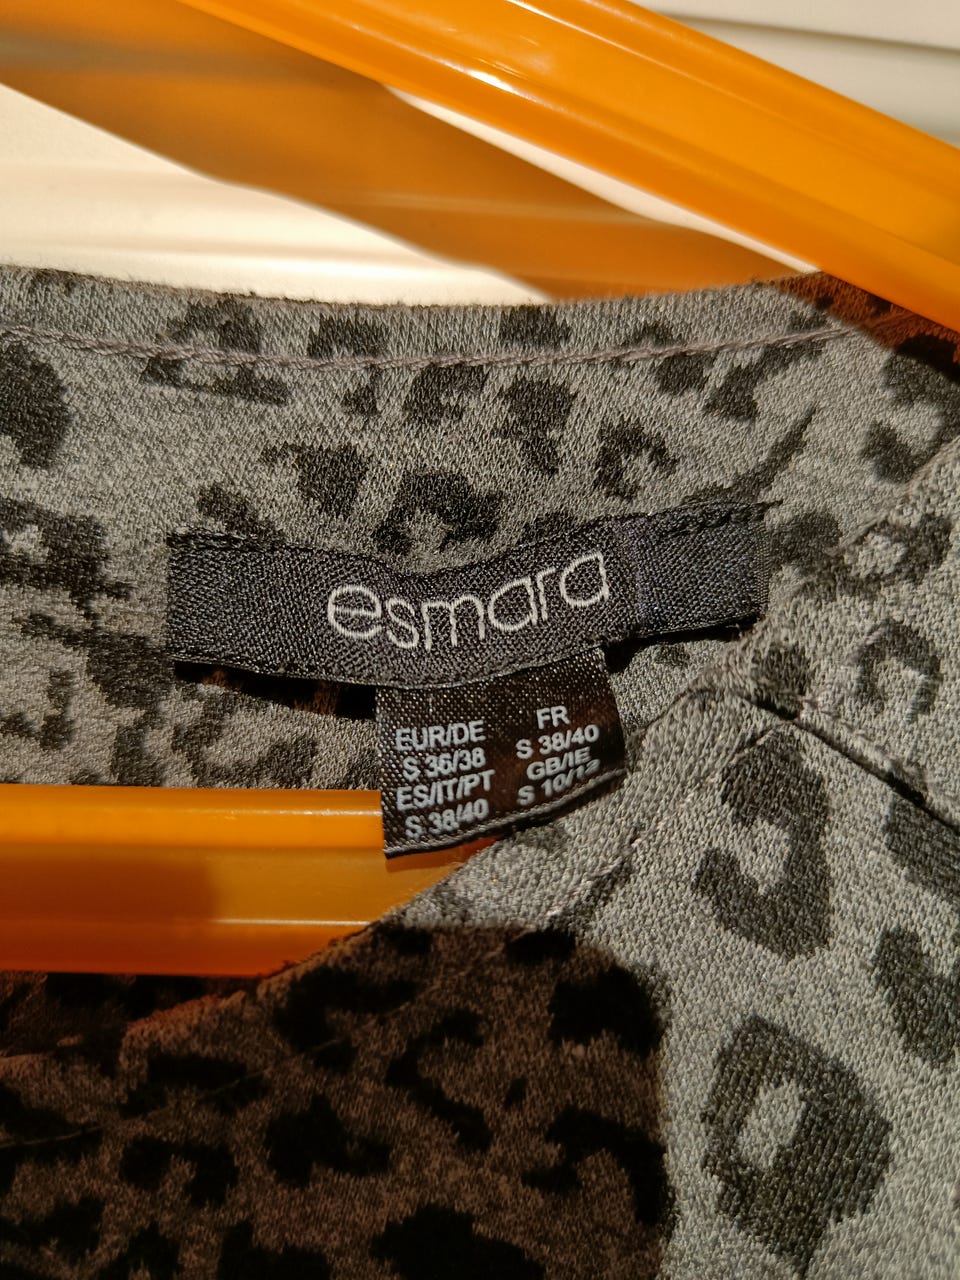 esmara
EUR/DE
S 36/38
ES/IT/PT
S 38/40
FR
S 38/40
GB/IE
S 10/12